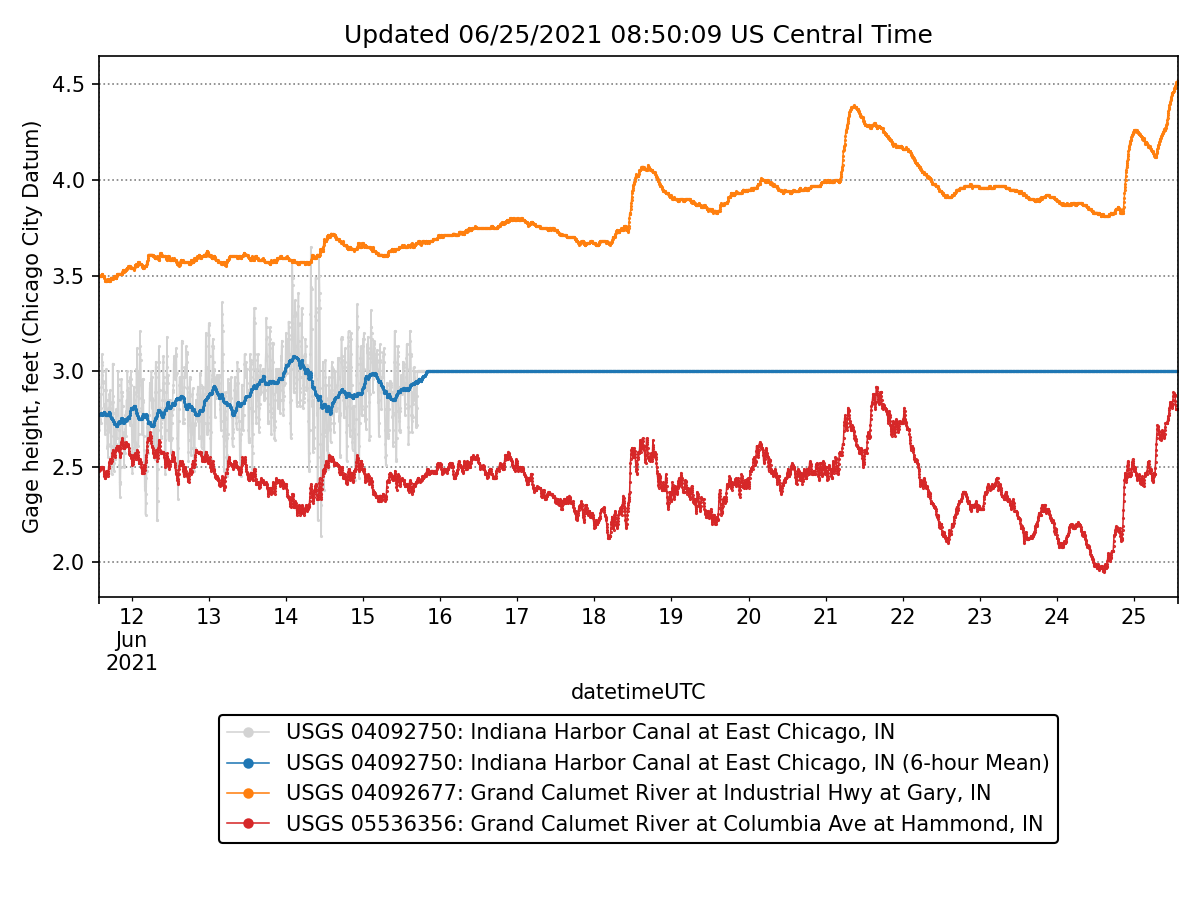 Updated 06/25/2021 08:50:09 US Central Time
Gage height, feet (Chicago City Datum)
4.5
4.0
3.5
3.0
2.5
2.0
12 13 14 15 16 17 18 19 20 21 22 23 24 25
Jun
2021
datetimeUTC
USGS 04092750: Indiana Harbor Canal at East Chicago, IN
USGS 04092750: Indiana Harbor Canal at East Chicago, IN (6-hour Mean)
USGS 04092677: Grand Calumet River at Industrial Hwy at Gary, IN
USGS 05536356: Grand Calumet River at Columbia Ave at Hammond, IN